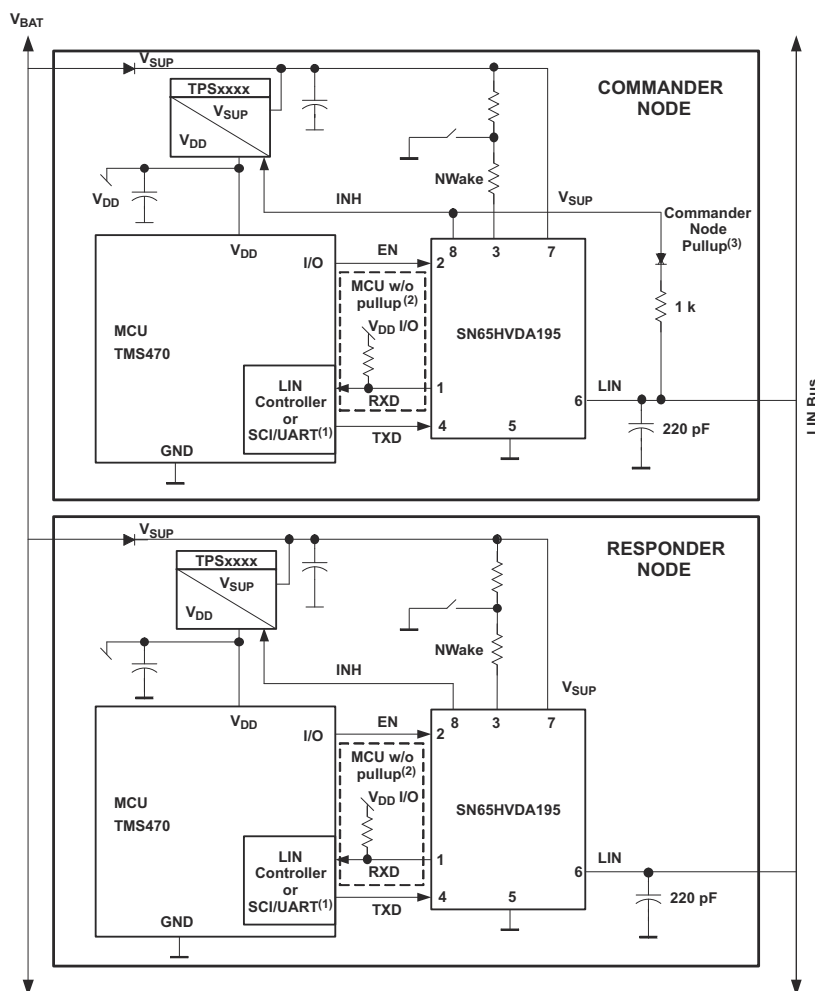 VBAT
VSUP
TPSxxxx
VSUP
VDD
COMMANDER
NODE
VDD
NWake
INH
VSUP
Commander
Node
Pullup(3)
VDD
I/O
EN
2
8
3
7
MCU w/o
pullup(2)
VDD I/O
1 k
MCU
TMS470
SN65HVDA195
LIN
Controller
or
SCI/UART(1)
RXD
1
6
LIN
TXD
4
5
220 pF
GND
LIN Bus
VSUP
TPSxxxx
VSUP
VDD
RESPONDER
NODE
NWake
INH
VSUP
VDD
I/O
EN
2
8
3
7
MCU w/o
pullup(2)
VDD I/O
MCU
TMS470
SN65HVDA195
LIN
Controller
or
SCI/UART(1)
RXD
1
6
LIN
TXD
4
5
220 pF
GND